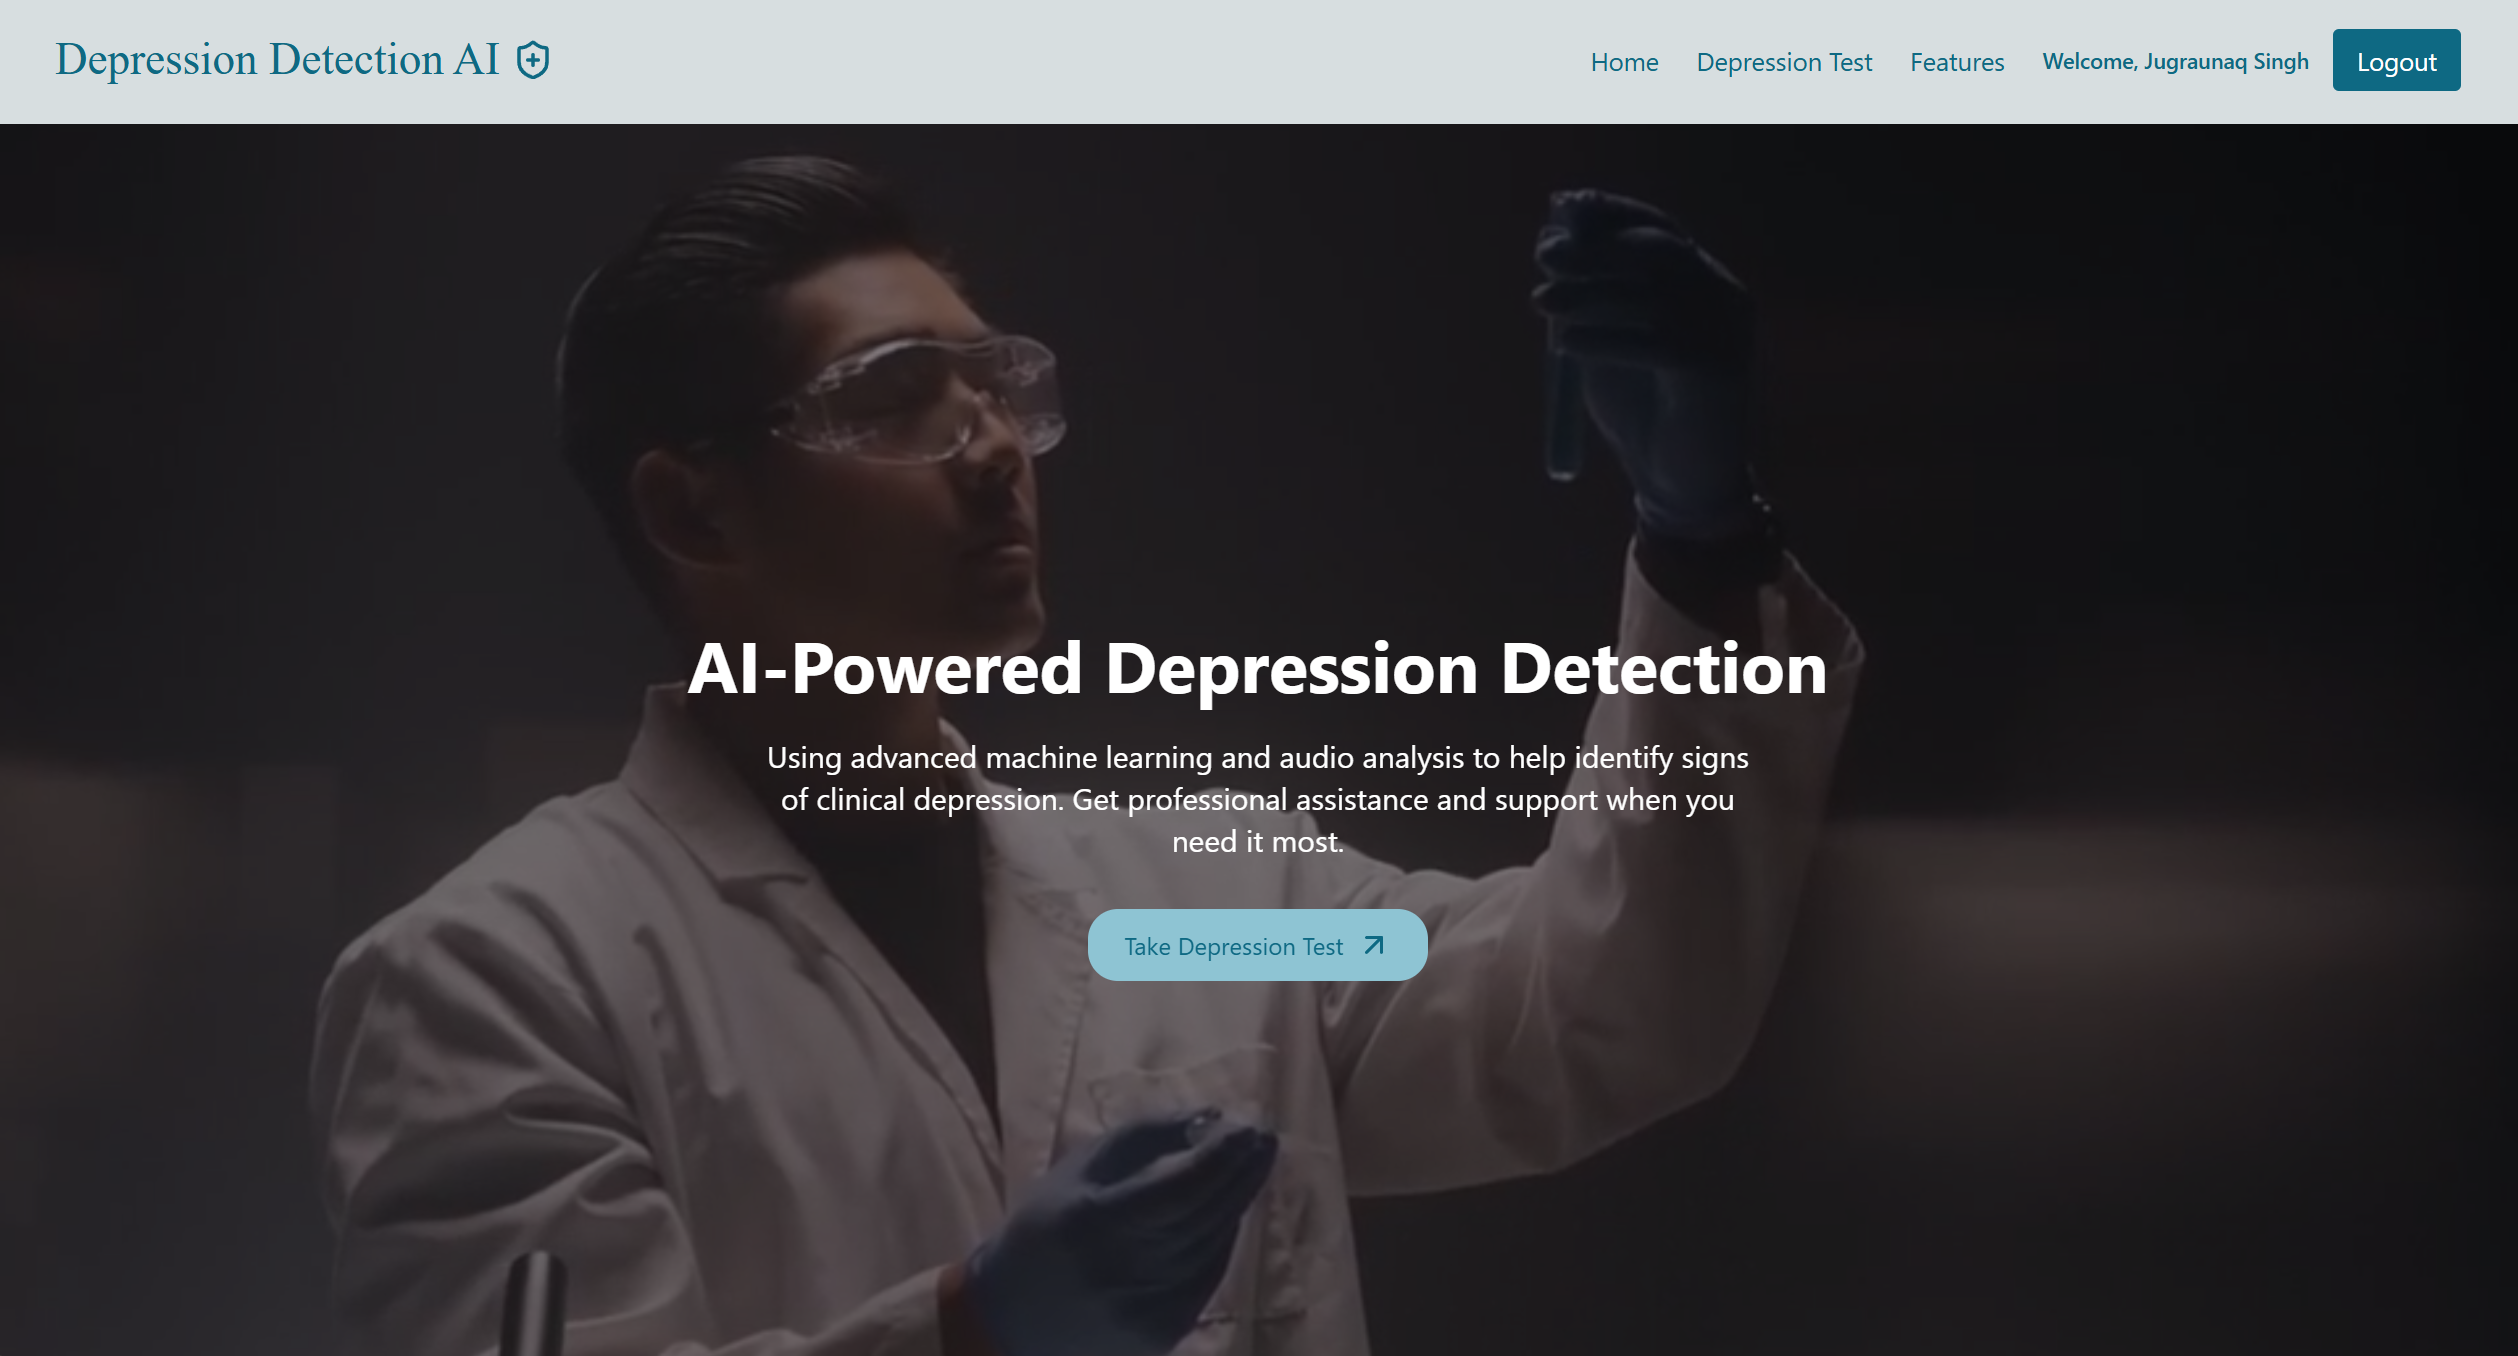 Depression Detection AI
Home
Depression Test
Features
Welcome, Jugraunaq Singh
Logout
AI-Powered Depression Detection
Using advanced machine learning and audio analysis to help identify signs
of clinical depression. Get professional assistance and support when you
need it most.
Take Depression Test